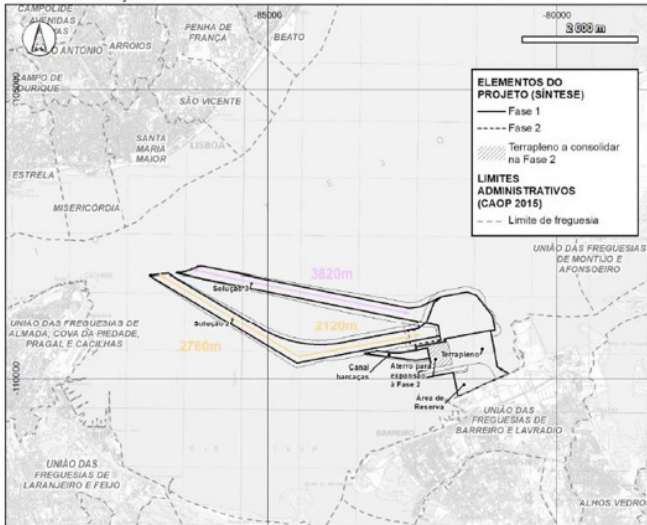 -85000
-80000
CAMPOLIDE
AVENIDAS
ANTÓNIO
ARROIOS
PENHA DE
FRANÇA
BEATO
CAMPO DE
OURIQUE
SÃO VICENTE
SANTA
MARIA
MAIOR
LISBOA
ESTRELA
MISERICÓRDIA
-105000
-110000
T E J O
2 000 m
ELEMENTOS DO
PROJETO (SÍNTESE)
Fase 1
Fase 2
Terrapleno a consolidar
na Fase 2
LIMITES
ADMINISTRATIVOS
(CAOP 2015)
Limite de freguesia
UNIÃO DAS FREGUESIAS
DE MONTIJO E
AFONSOEIRO
3820m
Solução 3
2120m
Solução 2
2760m
UNIÃO DAS FREGUESIAS DE
ALMADA, COVA DA PIEDADE,
PRAGAL E CACILHAS
Canal
barcaças
Aterro para
expansão
à Fase 2
Terrapleno
Área de
Reserva
BARREIRO
UNIÃO DAS
FREGUESIAS DE
BARREIRO E LAVRADIO
UNIÃO DAS
FREGUESIAS DE
LARANJEIRO E FEIJÓ
ALHOS VEDROS